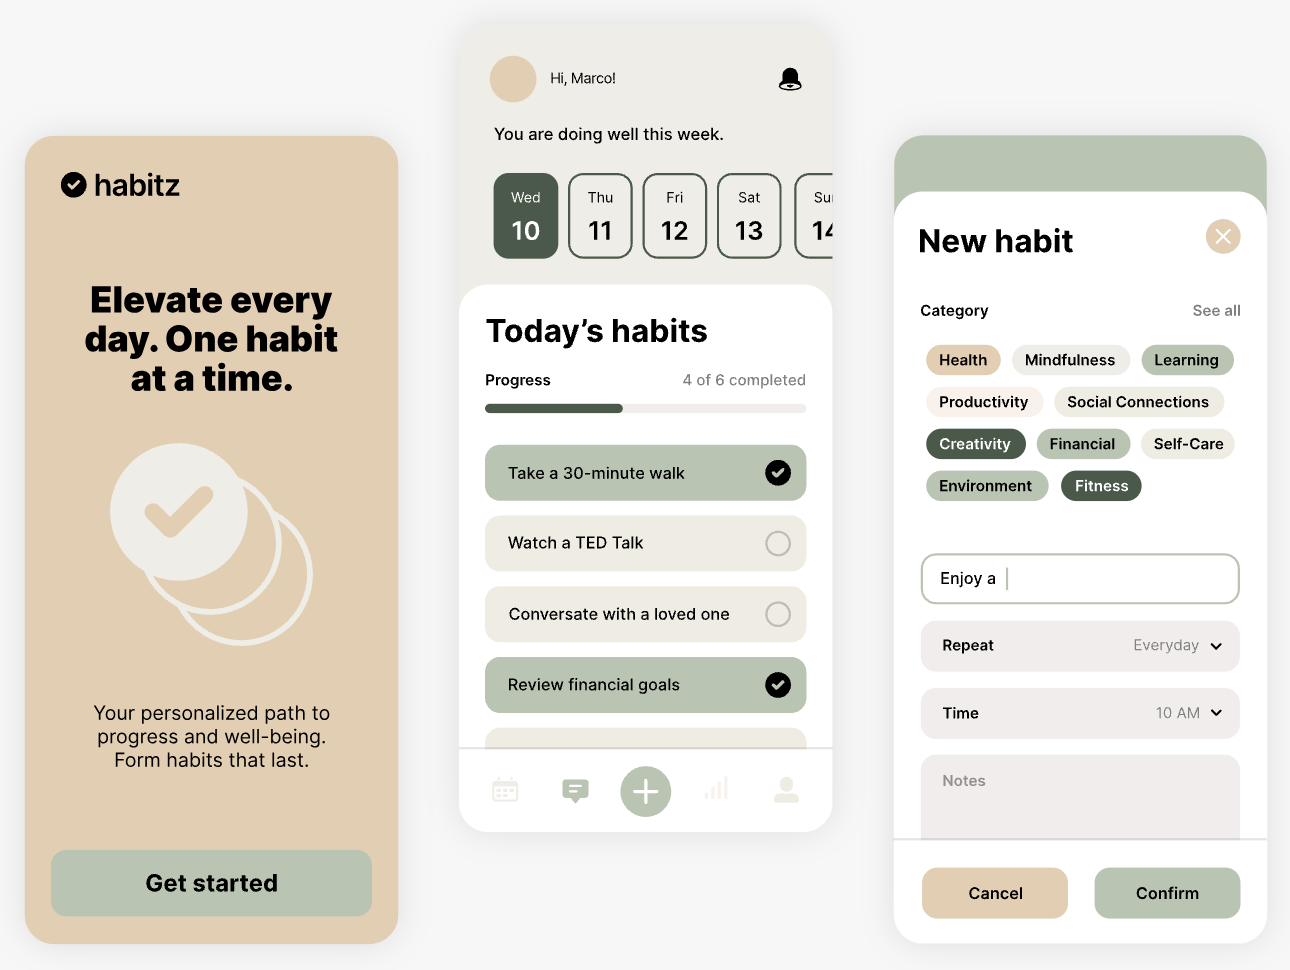 habitz
Elevate every
day. One habit
at a time.
Your personalized path to
progress and well-being.
Form habits that last.
Get started
Hi, Marco!
You are doing well this week.
Wed Thu Fri Sat Sun
10 11 12 13 14
Today’s habits
Progress 4 of 6 completed
Take a 30-minute walk
Watch a TED Talk
Conversate with a loved one
Review financial goals
New habit
Category See all
Health Mindfulness Learning
Productivity Social Connections
Creativity Financial Self-Care
Environment Fitness
Enjoy a
Repeat Everyday
Time 10 AM
Notes
Cancel Confirm